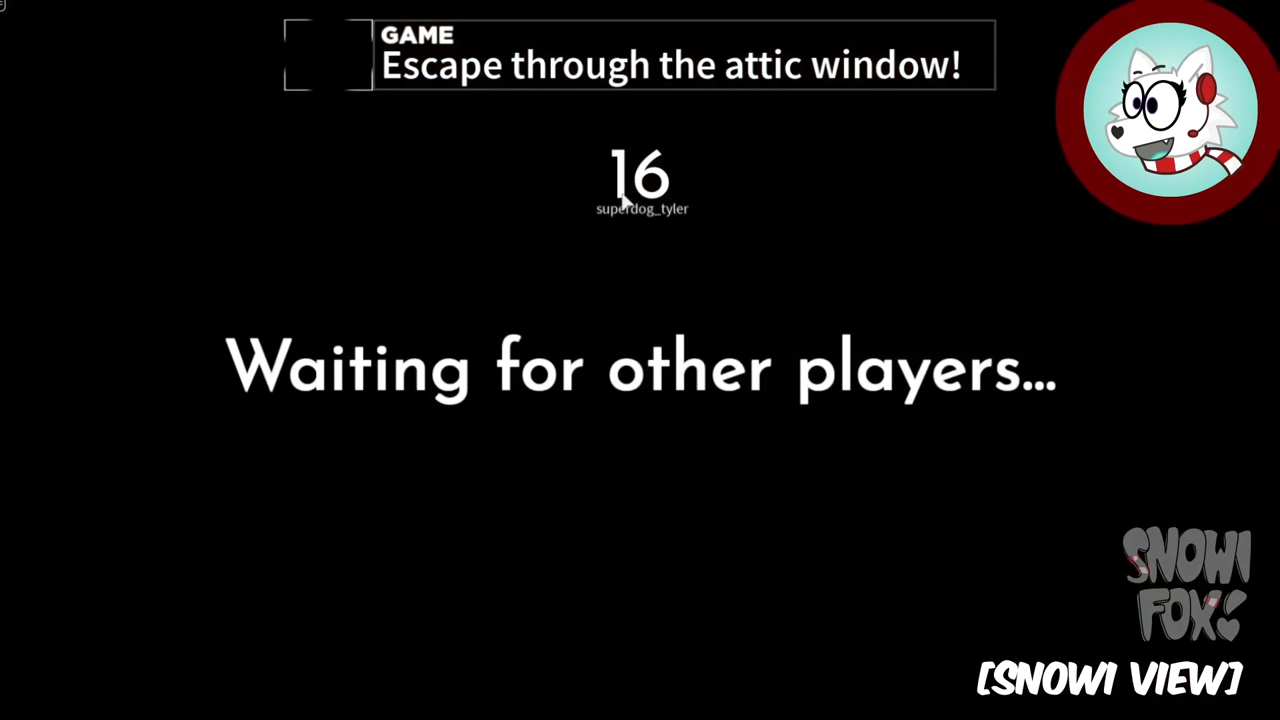 GAME
Escape through the attic window!
16
superdog_tyler
Waiting for other players...
SNOWI
FOX!
[SNOWI VIEW]